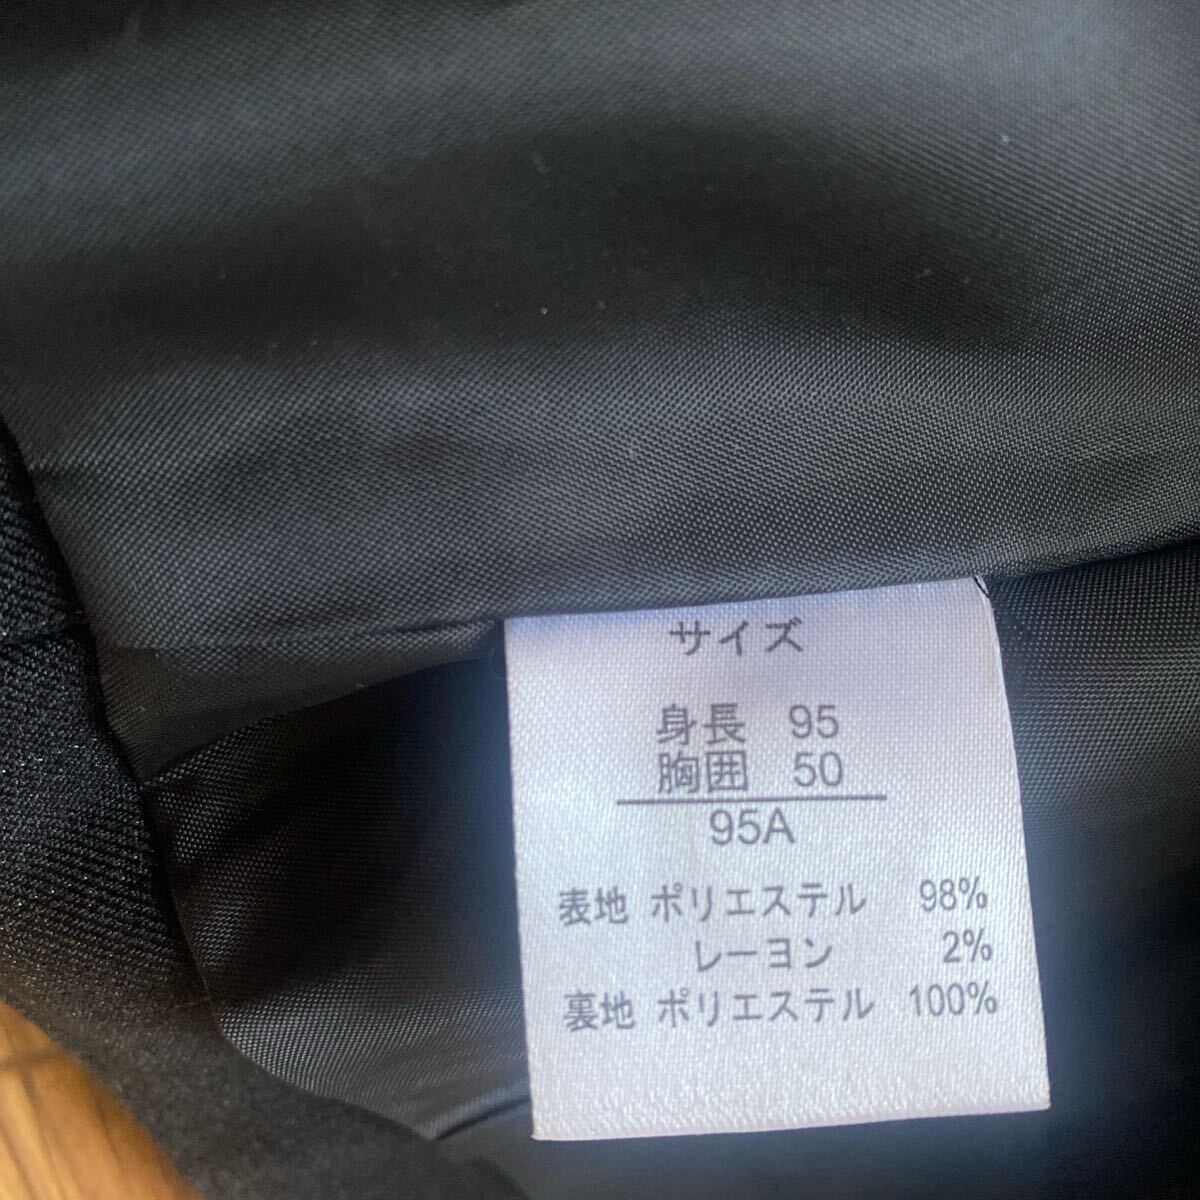 サイズ
身長 95
胸囲 50
95A
表地 ポリエステル 98%
レーヨン 2%
裏地 ポリエステル 100%